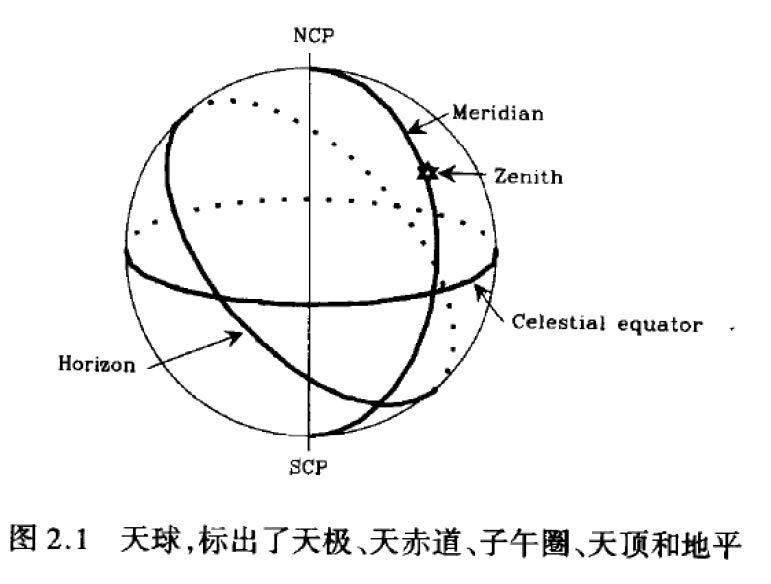 NCP
Meridian
Zenith
Celestial equator
Horizon
SCP
图2.1 天球,标出了天极、天赤道、子午圈、天顶和地平